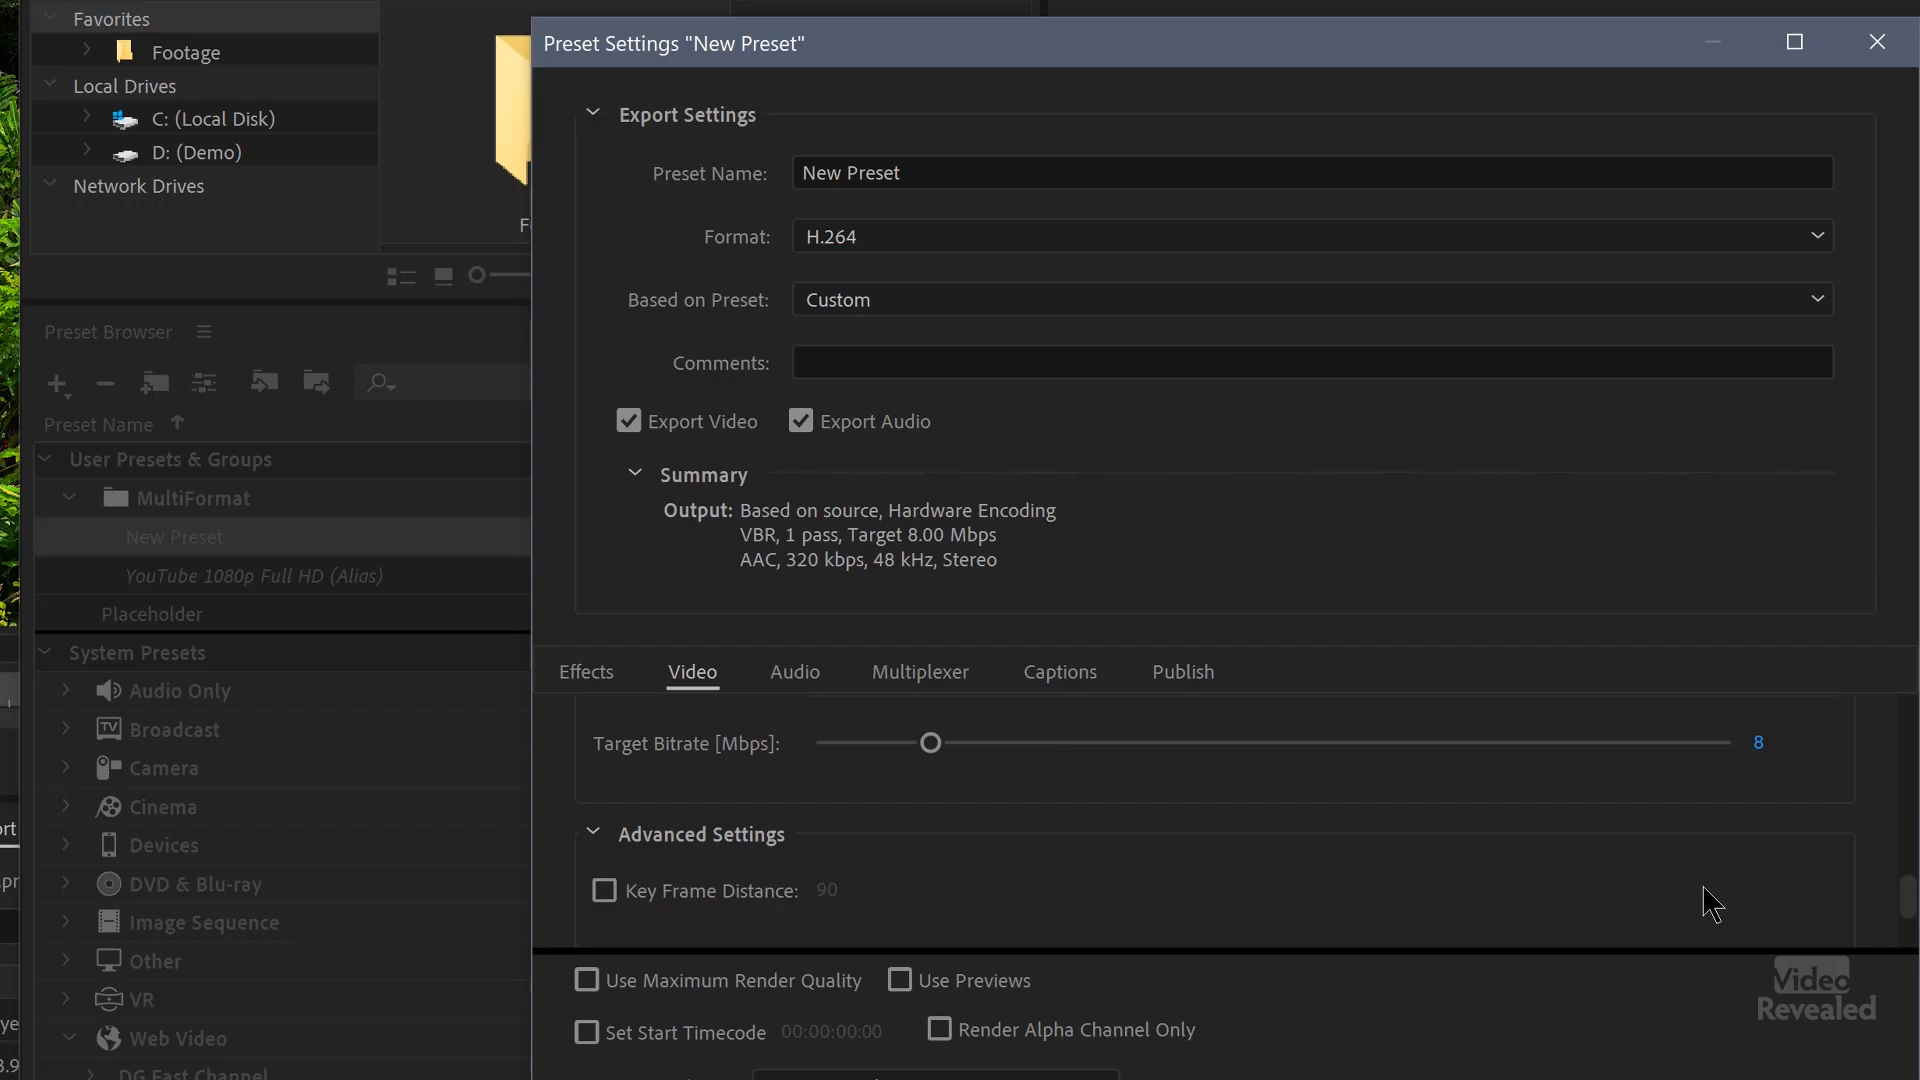 Favorites
Footage
Local Drives
C: (Local Disk)
D: (Demo)
Network Drives
Preset Browser
Preset Name
User Presets & Groups
MultiFormat
New Preset
YouTube 1080p Full HD (Alias)
Placeholder
System Presets
Audio Only
Broadcast
Camera
Cinema
Devices
DVD & Blu-ray
Image Sequence
Other
VR
Web Video
DG Fast Channel
Preset Settings "New Preset"
Export Settings
Preset Name: New Preset
Format: H.264
Based on Preset: Custom
Comments:
Export Video Export Audio
Summary
Output: Based on source, Hardware Encoding
VBR, 1 pass, Target 8.00 Mbps
AAC, 320 kbps, 48 kHz, Stereo
Effects Video Audio Multiplexer Captions Publish
Target Bitrate [Mbps]: 8
Advanced Settings
Key Frame Distance: 90
Use Maximum Render Quality Use Previews
Set Start Timecode 00:00:00:00 Render Alpha Channel Only
Video
Revealed